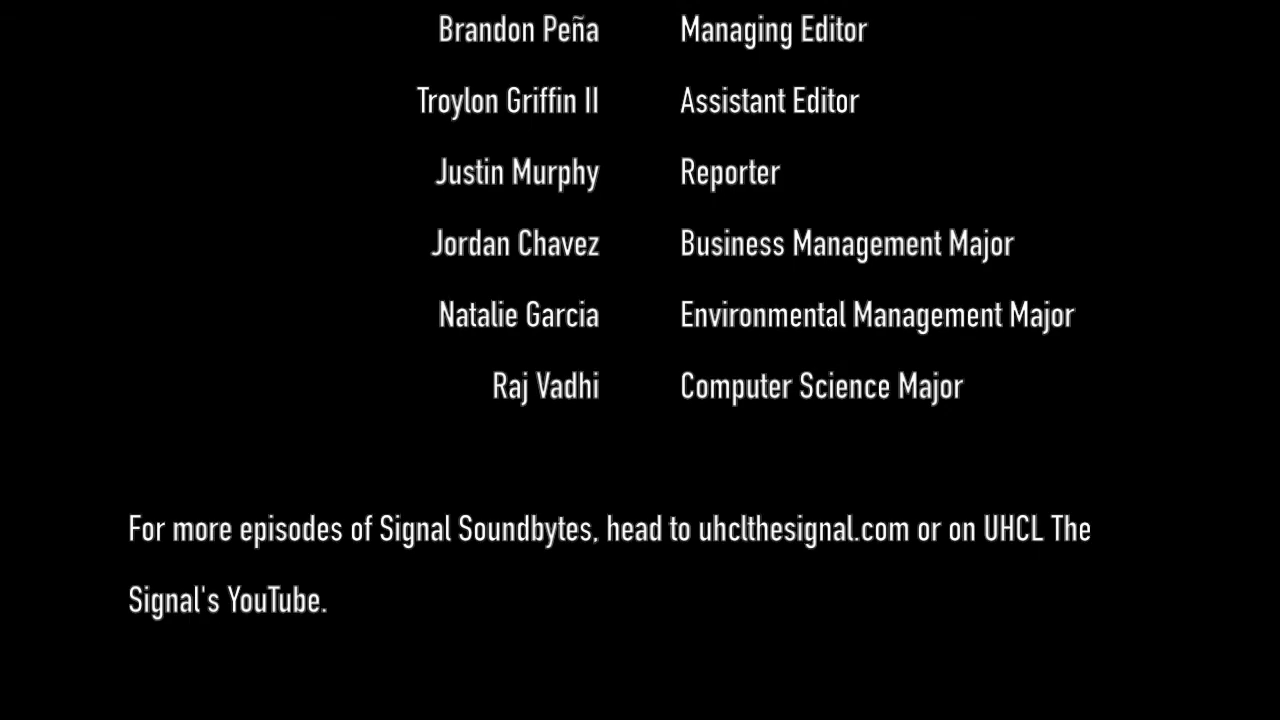 Brandon Peña Managing Editor
Troylon Griffin II Assistant Editor
Justin Murphy Reporter
Jordan Chavez Business Management Major
Natalie Garcia Environmental Management Major
Raj Vadhi Computer Science Major
For more episodes of Signal Soundbytes, head to uhclthesignal.com or on UHCL The
Signal's YouTube.